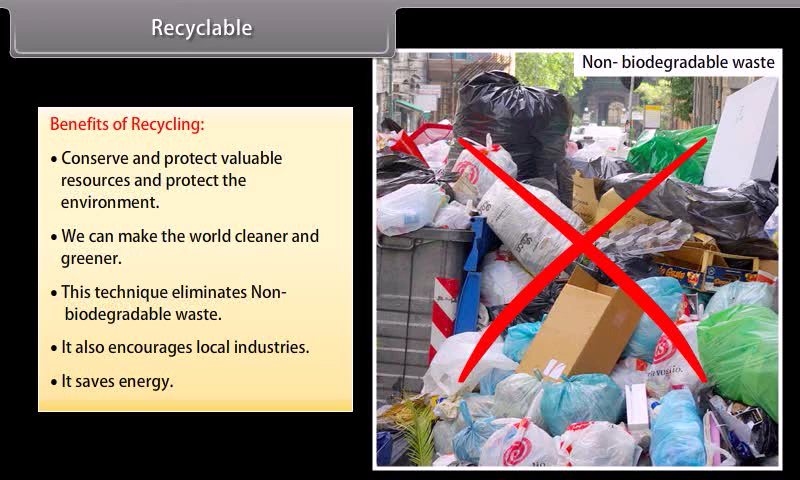 Recyclable
Non- biodegradable waste
Benefits of Recycling:
• Conserve and protect valuable
resources and protect the
environment.
• We can make the world cleaner and
greener.
• This technique eliminates Non-
biodegradable waste.
• It also encourages local industries.
• It saves energy.